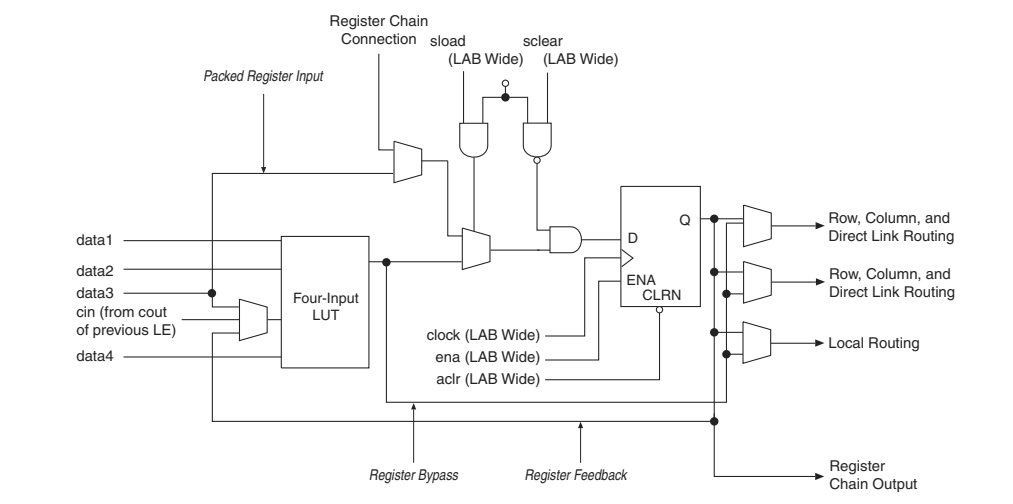 Register Chain
Connection
sload
(LAB Wide)
sclear
(LAB Wide)
Packed Register Input
data1
data2
data3
cin (from cout
of previous LE)
data4
Four-Input
LUT
Q
D
ENA
CLRN
clock (LAB Wide)
ena (LAB Wide)
aclr (LAB Wide)
Row, Column, and
Direct Link Routing
Row, Column, and
Direct Link Routing
Local Routing
Register Bypass
Register Feedback
Register
Chain Output